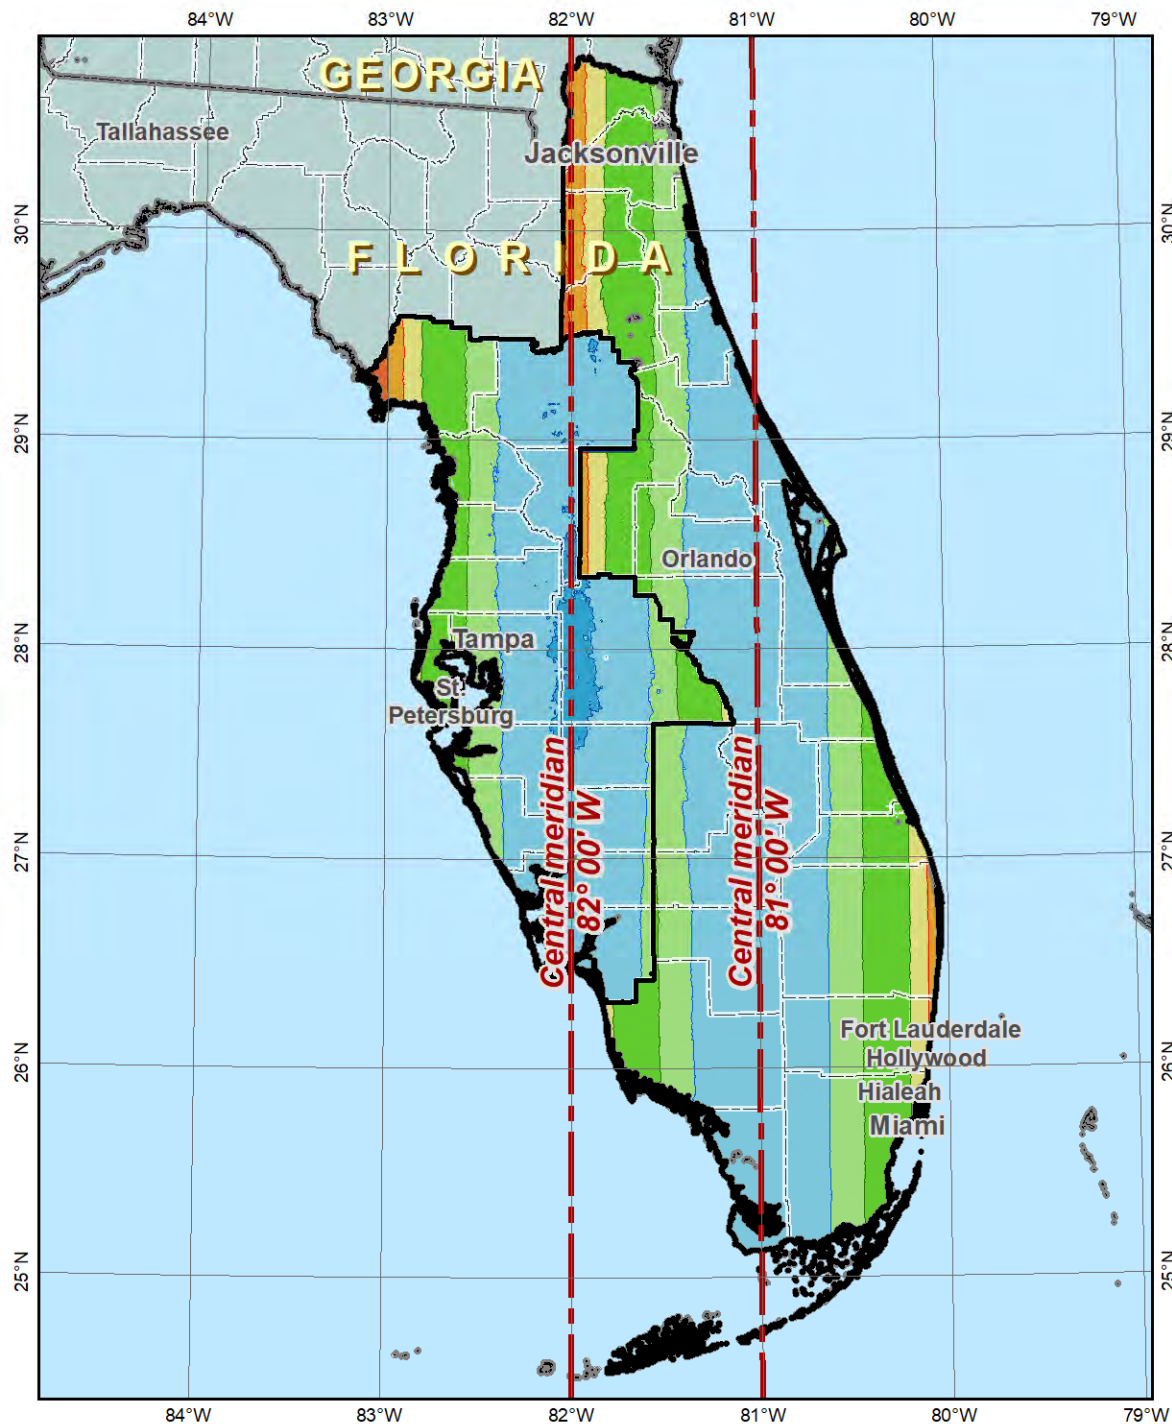 84°W 83°W 82°W 81°W 80°W 79°W
GEORGIA
Tallahassee
Jacksonville
30°N 30°N
FLORIDA
29°N 29°N
Orlando
28°N 28°N
Tampa
St.
Petersburg
Central meridian
82° 00' W
Central meridian
81° 00' W
27°N 27°N
Fort Lauderdale
Hollywood
26°N 26°N
Hialeah
Miami
25°N 25°N
84°W 83°W 82°W 81°W 80°W 79°W